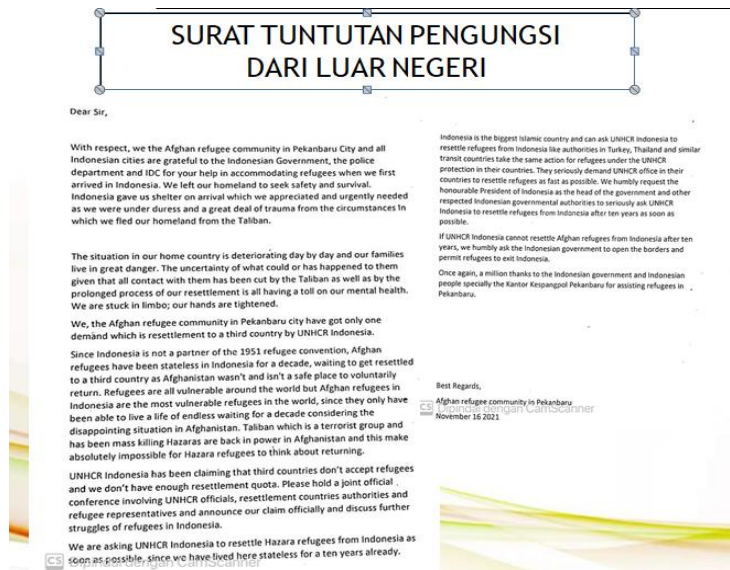 SURAT TUNTUTAN PENGUNGSI
DARI LUAR NEGERI
Dear Sir,
With respect, we the Afghan refugee community in Pekanbaru City and all
Indonesian cities are grateful to the Indonesian Government, the police
department and IDC for your help in accommodating refugees when we first
arrived in Indonesia. We left our homeland to seek safety and survival.
Indonesia gave us shelter on arrival which we appreciated and urgently needed
as we were under duress and a great deal of trauma from the circumstances in
which we fled our homeland from the Taliban.
The situation in our home country is deteriorating day by day and our families
live in great danger. The uncertainty of what could or has happened to them
given that all contact with them has been cut by the Taliban as well as by the
prolonged process of our resettlement is all having a toll on our mental health.
We are stuck in limbo; our hands are tightened.
We, the Afghan refugee community in Pekanbaru city have got only one
demand which is resettlement to a third country by UNHCR Indonesia.
Since Indonesia is not a partner of the 1951 refugee convention, Afghan
refugees have been stateless in Indonesia for a decade, waiting to get resettled
to a third country as Afghanistan wasn't and isn't a safe place to voluntarily
return. Refugees are all vulnerable around the world but Afghan refugees in
Indonesia are the most vulnerable refugees in the world, since they only have
been able to live a life of endless waiting for a decade considering the
disappointing situation in Afghanistan. Taliban which is a terrorist group and
has been mass killing Hazaras are back in power in Afghanistan and this make
absolutely impossible for Hazara refugees to think about returning.
UNHCR Indonesia has been claiming that third countries don't accept refugees
and we don't have enough resettlement quota. Please hold a joint official
conference involving UNHCR officials, resettlement countries authorities and
refugee representatives and announce our claim officially and discuss further
struggles of refugees in Indonesia.
We are asking UNHCR Indonesia to resettle Hazara refugees from Indonesia as
soon as possible, since we have lived here stateless for a ten years already.
CS Dipindai dengan CamScanner
Indonesia is the biggest Islamic country and can ask UNHCR Indonesia to
resettle refugees from Indonesia like authorities in Turkey, Thailand and similar
transit countries take the same action for refugees under the UNHCR
protection in their countries. They seriously demand UNHCR office in their
countries to resettle refugees as fast as possible. We humbly request the
honourable President of Indonesia as the head of the government and other
respected Indonesian governmental authorities to seriously ask UNHCR
Indonesia to resettle refugees from Indonesia after ten years as soon as
possible.
If UNHCR Indonesia cannot resettle Afghan refugees from Indonesia after ten
years, we humbly ask the Indonesian government to open the borders and
permit refugees to exit Indonesia.
Once again, a million thanks to the Indonesian government and Indonesian
people specially the Kantor Kespangpol Pekanbaru for assisting refugees in
Pekanbaru.
Best Regards,
Afghan refugee community in Pekanbaru
CS Dipindai dengan CamScanner
November 16 2021